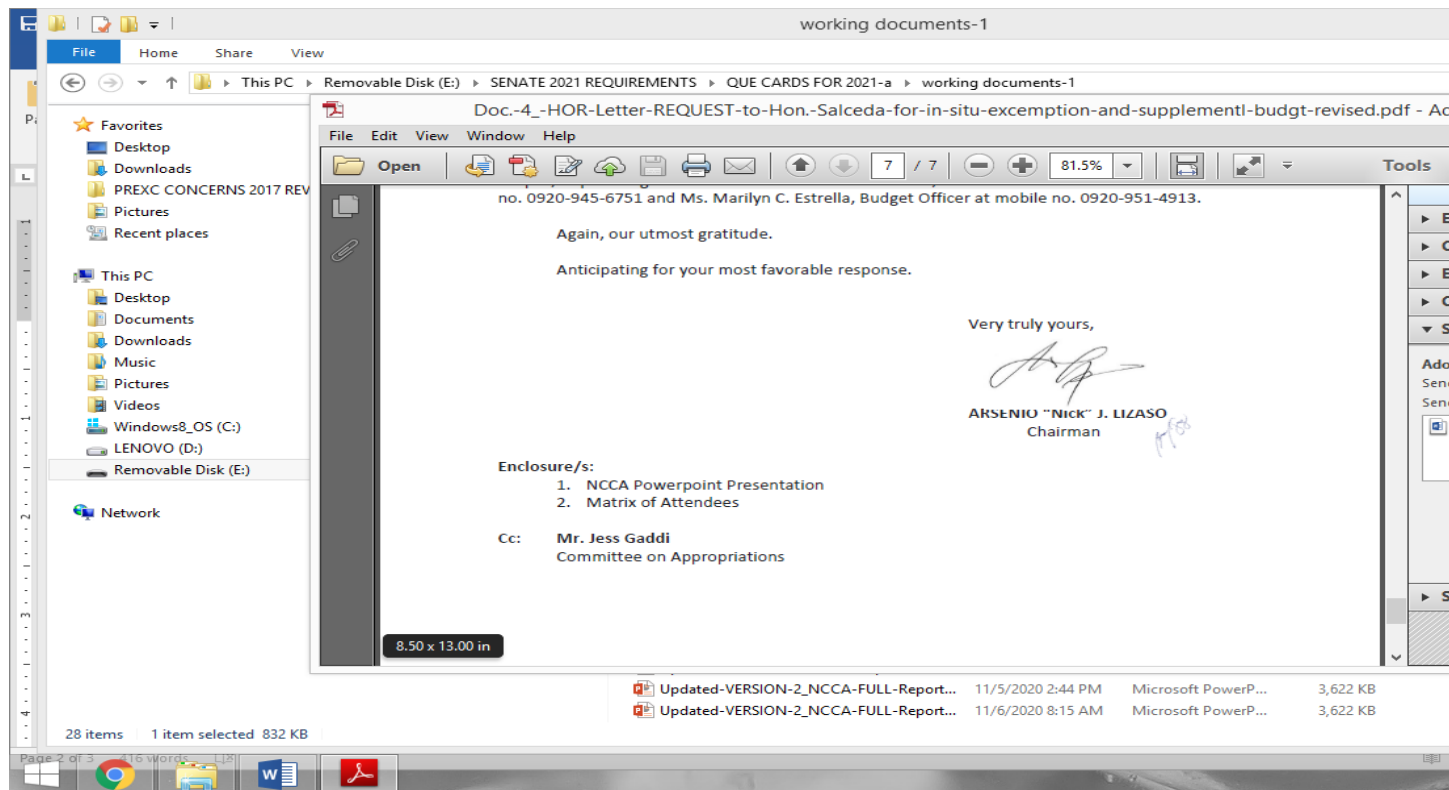 working documents-1
File Home Share View
This PC Removable Disk (E:) SENATE 2021 REQUIREMENTS QUE CARDS FOR 2021-a working documents-1
Favorites
Desktop
Downloads
PREXC CONCERNS 2017 REV
Pictures
Recent places
This PC
Desktop
Documents
Downloads
Music
Pictures
Videos
Windows8_OS (C:)
LENOVO (D:)
Removable Disk (E:)
Network
Doc.-4_-HOR-Letter-REQUEST-to-Hon.-Salceda-for-in-situ-excemption-and-supplementl-budgt-revised.pdf - Ad
File Edit View Window Help
Open 7 / 7 81.5% Tools
no. 0920-945-6751 and Ms. Marilyn C. Estrella, Budget Officer at mobile no. 0920-951-4913.
Again, our utmost gratitude.
Anticipating for your most favorable response.
Very truly yours,
ARSENIO "Nick" J. LIZASO
Chairman
Enclosure/s:
1. NCCA Powerpoint Presentation
2. Matrix of Attendees
Cc: Mr. Jess Gaddi
Committee on Appropriations
8.50 x 13.00 in
Updated-VERSION-2_NCCA-FULL-Report... 11/5/2020 2:44 PM Microsoft PowerP... 3,622 KB
Updated-VERSION-2_NCCA-FULL-Report... 11/6/2020 8:15 AM Microsoft PowerP... 3,622 KB
28 items 1 item selected 832 KB
Page 2 of 3 416 words